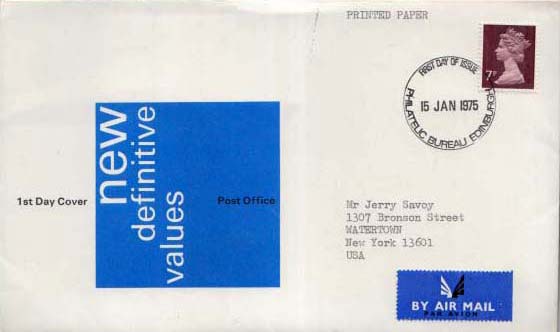 PRINTED PAPER
7P
FIRST DAY OF ISSUE
15 JAN 1975
PHILATELIC BUREAU EDINBURGH
1st Day Cover
new
definitive
values
Post Office
Mr Jerry Savoy
1307 Bronson Street
WATERTOWN
New York 13601
USA
BY AIR MAIL
PAR AVION